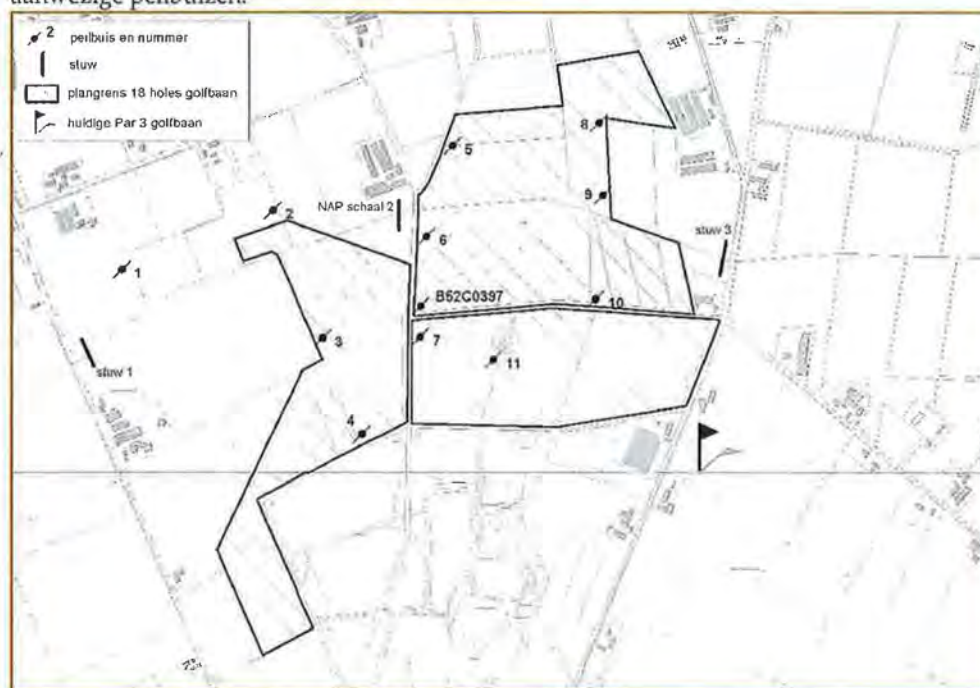 aanwezige peilbuizen.
2 peilbuis en nummer
stuw
plangrens 18 holes golfbaan
huidige Par 3 golfbaan
8
5
9
2
NAP schaal 2
6
stuw 3
1
B52C0397
10
3
7
11
stuw 1
4